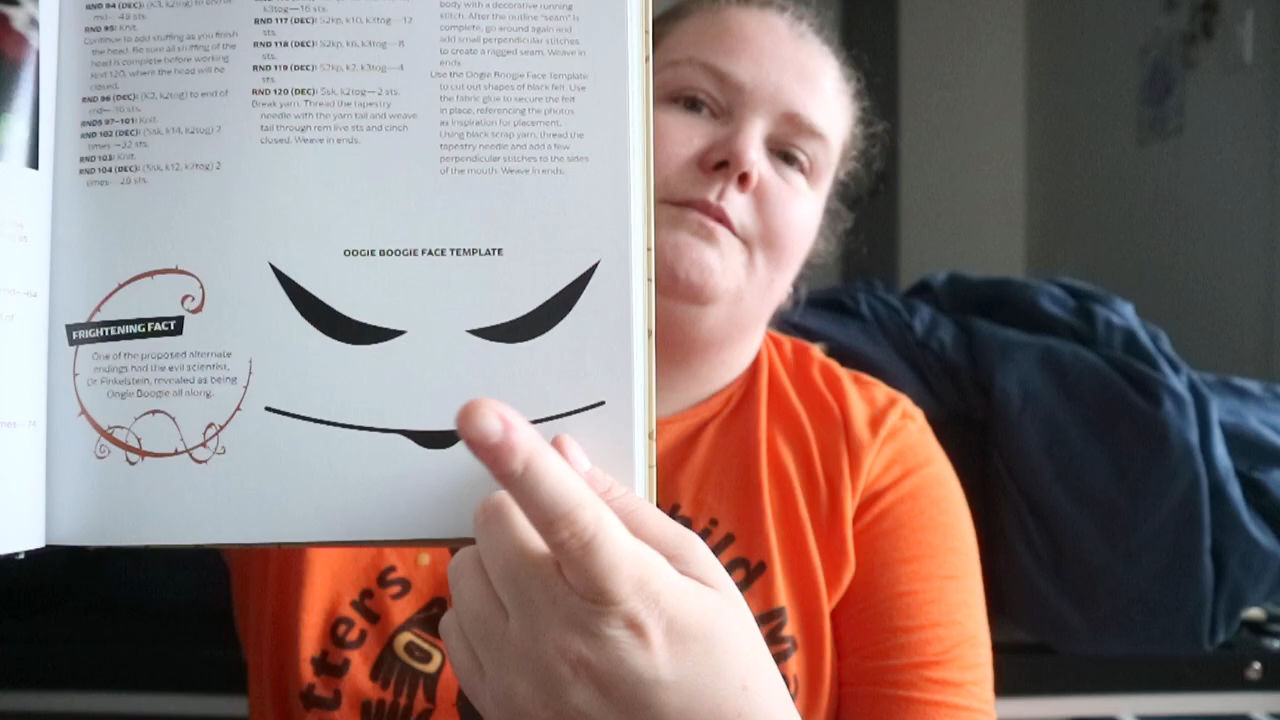 RND 94 (DEC): (K3, k2tog) to end of
rnd—48 sts.
RND 95: Knit.
Continue to add stuffing as you finish
the head. Be sure all stuffing of the
head is complete before working
Rnd 120, where the head will be
closed.
RND 96 (DEC): (K2, k2tog) to end of
rnd—36 sts.
RNDS 97–101: Knit.
RND 102 (DEC): (Ssk, k14, k2tog) 2
times—32 sts.
RND 103: Knit.
RND 104 (DEC): (Ssk, k12, k2tog) 2
times—28 sts.
k3tog—16 sts.
RND 117 (DEC): S2kp, k10, k3tog—12
sts.
RND 118 (DEC): S2kp, k6, k3tog—8
sts.
RND 119 (DEC): S2kp, k2, k3tog—4
sts.
RND 120 (DEC): Ssk, k2tog—2 sts.
Break yarn. Thread the tapestry
needle with the yarn tail and weave
tail through rem live sts and cinch
closed. Weave in ends.
body with a decorative running
stitch. After the outline “seam” is
complete, go around again and
add small perpendicular stitches
to create a ragged seam. Weave in
ends.
Use the Oogie Boogie Face Template
to cut out shapes of black felt. Use
the fabric glue to secure the felt
in place, referencing the photos
as inspiration for placement.
Using black scrap yarn, thread the
tapestry needle and add a few
perpendicular stitches to the sides
of the mouth. Weave in ends.
OOGIE BOOGIE FACE TEMPLATE
FRIGHTENING FACT
One of the proposed alternate
endings had the evil scientist,
Dr. Finkelstein, revealed as being
Oogie Boogie all along.
hild M
tters